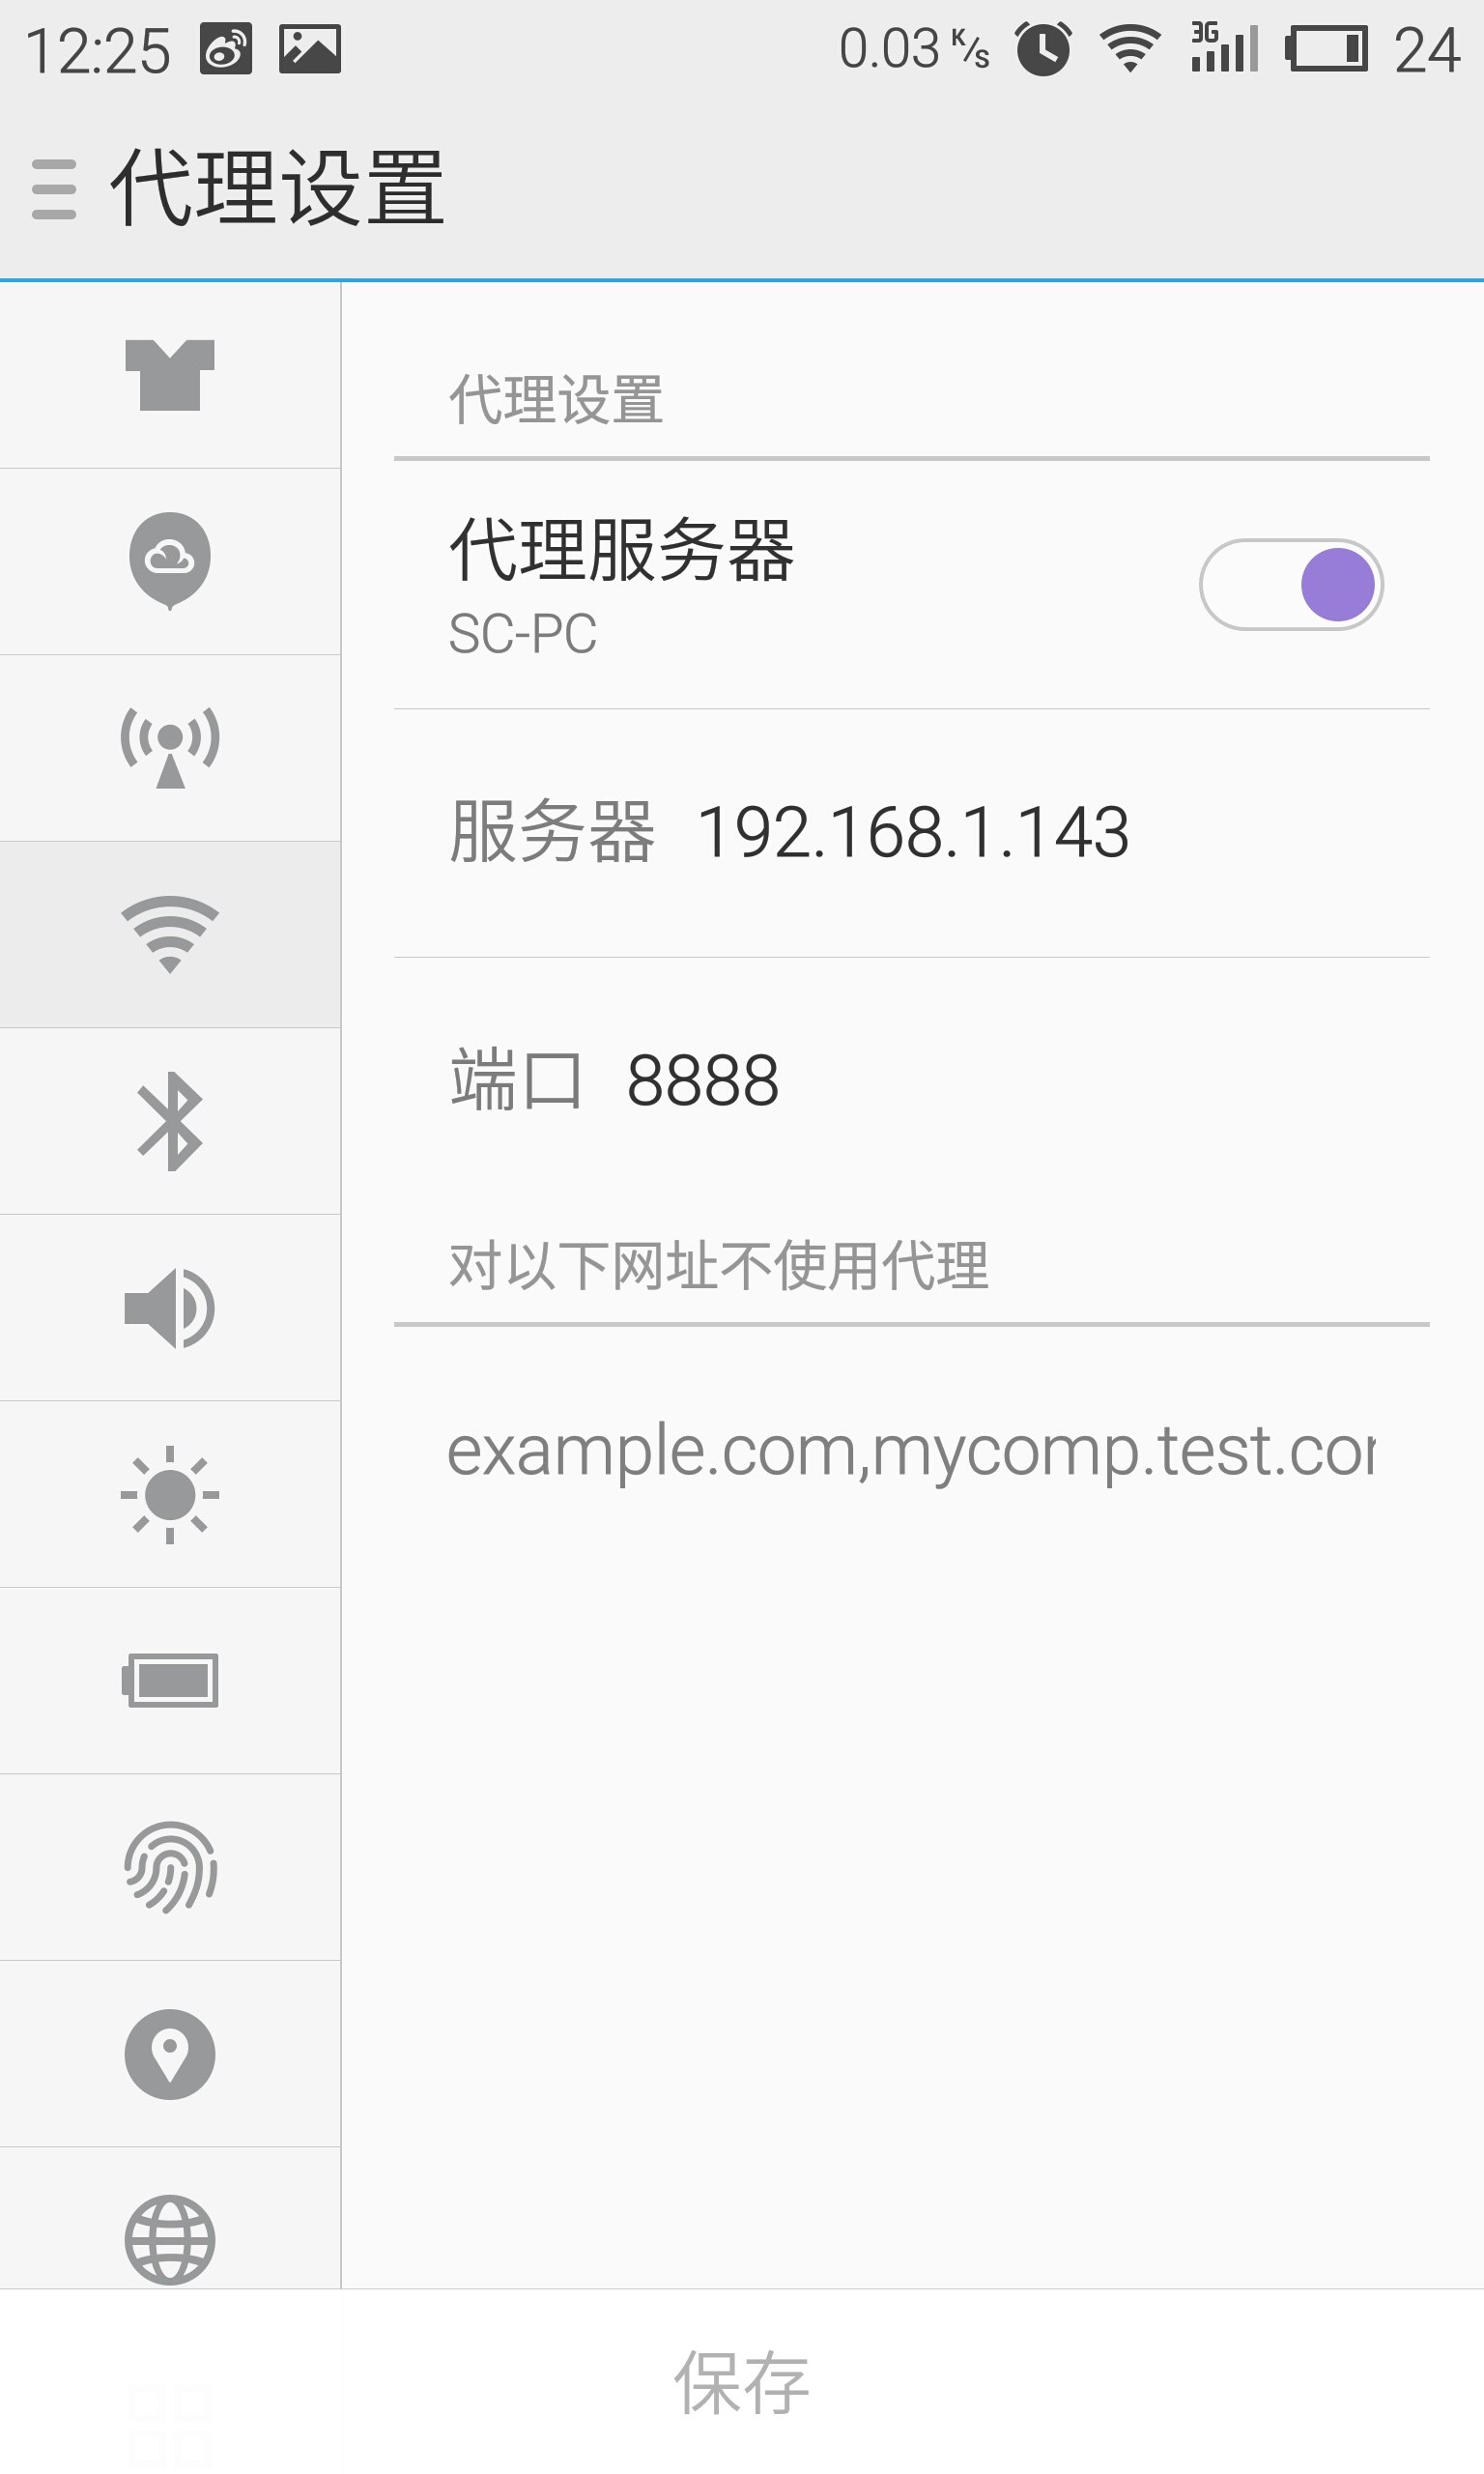 12:25 0.03 K/s 3G 24
代理设置
代理设置
代理服务器
SC-PC
服务器 192.168.1.143
端口 8888
对以下网址不使用代理
example.com,mycomp.test.cor
保存